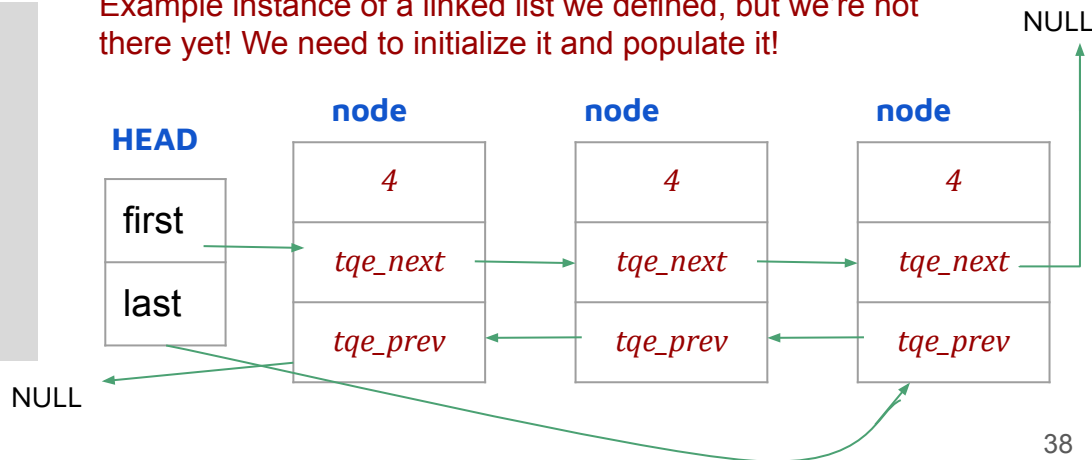 Example instance of a linked list we defined, but we're not
there yet! We need to initialize it and populate it!
NULL
HEAD
node
node
node
first
last
4
tqe_next
tqe_prev
4
tqe_next
tqe_prev
4
tqe_next
tqe_prev
NULL
38